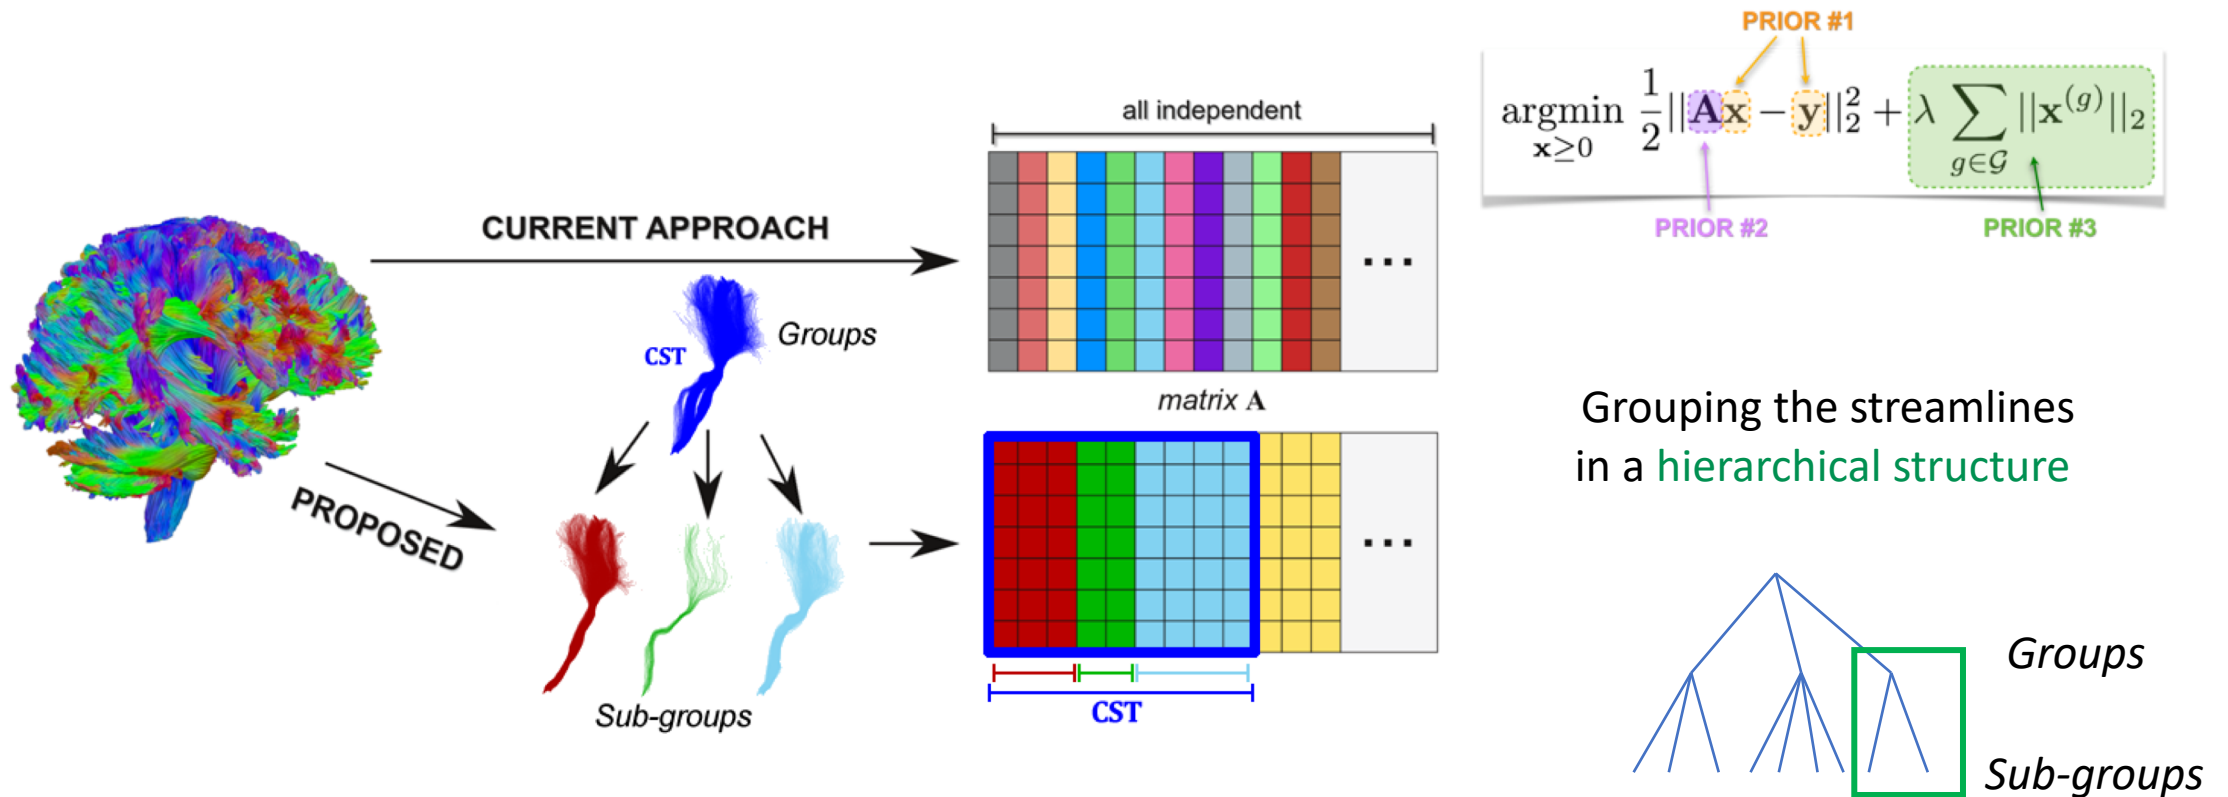 PRIOR #1
argmin x≥0 1/2 ||Ax − y||₂² + λ ∑ g∈𝒢 ||x⁽ᵍ⁾||₂
PRIOR #2
PRIOR #3
all independent
CURRENT APPROACH
...
matrix A
Groups
CST
PROPOSED
Sub-groups
...
CST
Grouping the streamlines
in a hierarchical structure
Groups
Sub-groups